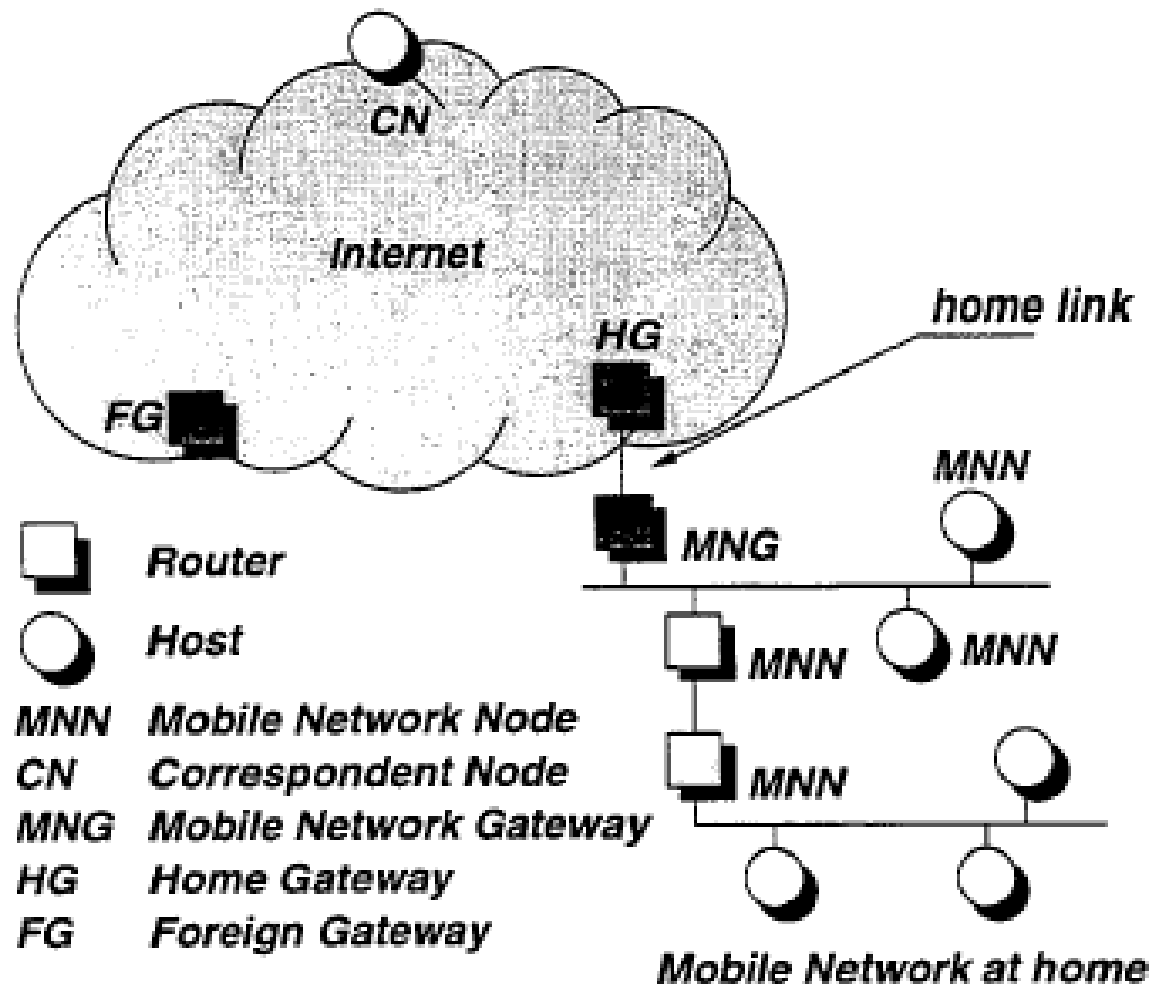 CN
Internet
home link
HG
FG
MNN
MNG
Router
Host
MNN
MNN
MNN
MNN Mobile Network Node
CN Correspondent Node
MNG Mobile Network Gateway
HG Home Gateway
FG Foreign Gateway
Mobile Network at home